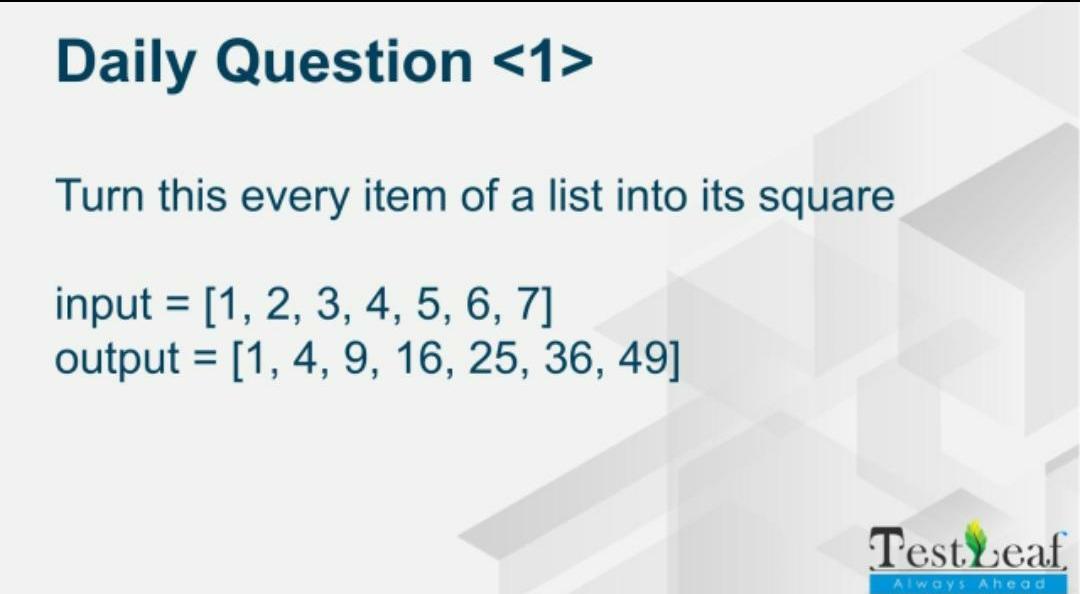 Daily Question <1>
Turn this every item of a list into its square
input = [1, 2, 3, 4, 5, 6, 7]
output = [1, 4, 9, 16, 25, 36, 49]
TestLeaf
Always Ahead